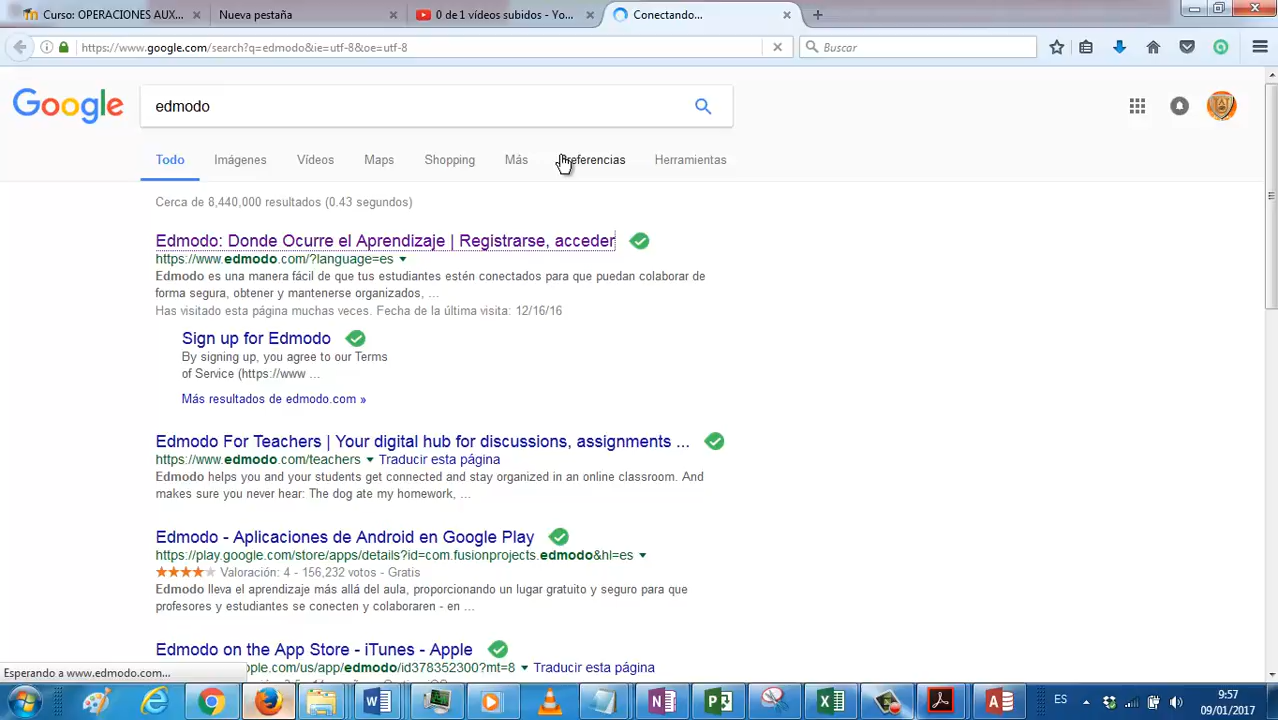 Curso: OPERACIONES AUX...
Nueva pestaña
0 de 1 vídeos subidos - Yo...
Conectando...
https://www.google.com/search?q=edmodo&ie=utf-8&oe=utf-8
Buscar
Google
edmodo
Todo Imágenes Vídeos Maps Shopping Más Preferencias Herramientas
Cerca de 8,440,000 resultados (0.43 segundos)
Edmodo: Donde Ocurre el Aprendizaje | Registrarse, acceder
https://www.edmodo.com/?language=es
Edmodo es una manera fácil de que tus estudiantes estén conectados para que puedan colaborar de
forma segura, obtener y mantenerse organizados, ...
Has visitado esta página muchas veces. Fecha de la última visita: 12/16/16
Sign up for Edmodo
By signing up, you agree to our Terms
of Service (https://www ...
Más resultados de edmodo.com »
Edmodo For Teachers | Your digital hub for discussions, assignments ...
https://www.edmodo.com/teachers Traducir esta página
Edmodo helps you and your students get connected and stay organized in an online classroom. And
makes sure you never hear: The dog ate my homework, ...
Edmodo - Aplicaciones de Android en Google Play
https://play.google.com/store/apps/details?id=com.fusionprojects.edmodo&hl=es
Valoración: 4 - 156,232 votos - Gratis
Edmodo lleva el aprendizaje más allá del aula, proporcionando un lugar gratuito y seguro para que
profesores y estudiantes se conecten y colaboraren - en ...
Edmodo on the App Store - iTunes - Apple
ple.com/us/app/edmodo/id378352300?mt=8 Traducir esta página
Esperando a www.edmodo.com...
ES
9:57
09/01/2017